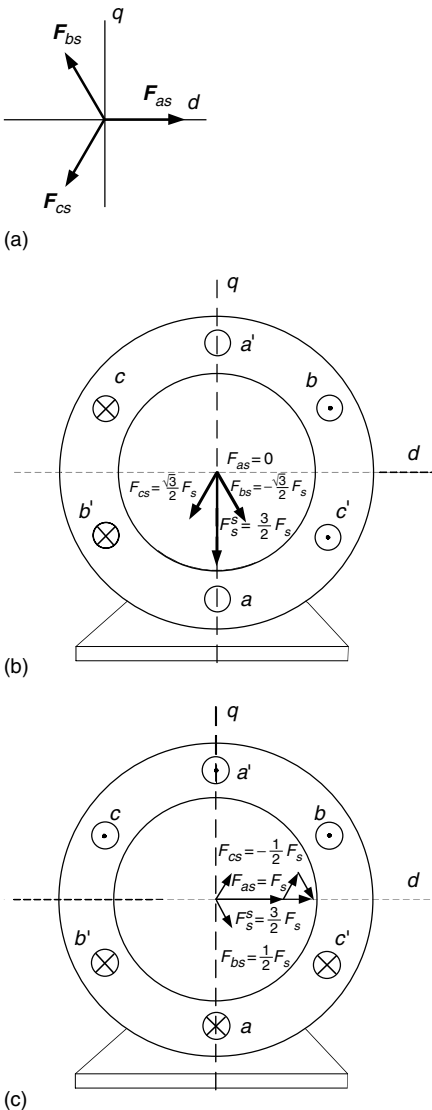 q
F_bs
F_as d
F_cs
(a)
q
a'
c b
F_as = 0 d
F_cs = √3/2 F_s F_bs = −√3/2 F_s
b' F_s^s = 3/2 F_s c'
a
(b)
q
a'
c b
F_cs = −1/2 F_s
F_as = F_s d
F_s^s = 3/2 F_s
b' F_bs = 1/2 F_s c'
a
(c)